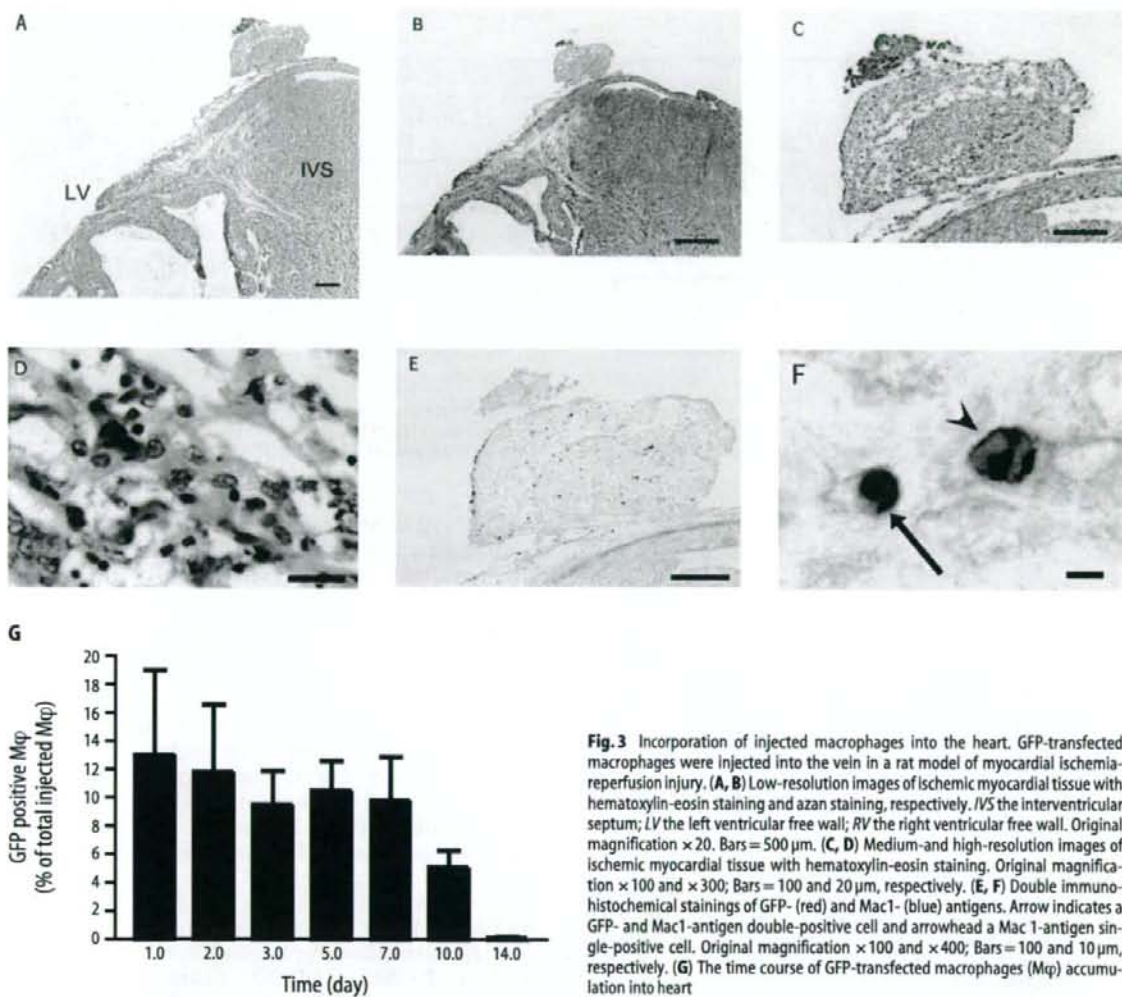 A
B
C
LV
IVS
D
E
F
G
GFP positive Mφ
(% of total injected Mφ)
20
18
16
14
12
10
8
6
4
2
0
1.0 2.0 3.0 5.0 7.0 10.0 14.0
Time (day)
Fig. 3 Incorporation of injected macrophages into the heart. GFP-transfected
macrophages were injected into the vein in a rat model of myocardial ischemia-
reperfusion injury. (A, B) Low-resolution images of ischemic myocardial tissue with
hematoxylin-eosin staining and azan staining, respectively. IVS the interventricular
septum; LV the left ventricular free wall; RV the right ventricular free wall. Original
magnification ×20. Bars = 500 μm. (C, D) Medium-and high-resolution images of
ischemic myocardial tissue with hematoxylin-eosin staining. Original magnifica-
tion ×100 and ×300; Bars = 100 and 20 μm, respectively. (E, F) Double immuno-
histochemical stainings of GFP- (red) and Mac1- (blue) antigens. Arrow indicates a
GFP- and Mac1-antigen double-positive cell and arrowhead a Mac 1-antigen sin-
gle-positive cell. Original magnification ×100 and ×400; Bars = 100 and 10 μm,
respectively. (G) The time course of GFP-transfected macrophages (Mφ) accumu-
lation into heart